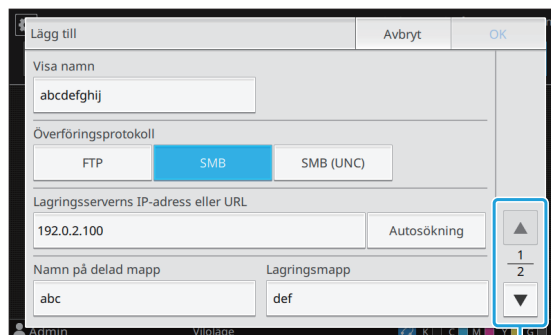 Lägg till Avbryt OK
Visa namn
abcdefghij
Överföringsprotokoll
FTP SMB SMB (UNC)
Lagringsserverns IP-adress eller URL
192.0.2.100 Autosökning
1
2
Namn på delad mapp Lagringsmapp
abc def
Admin Viloläge K C M Y G